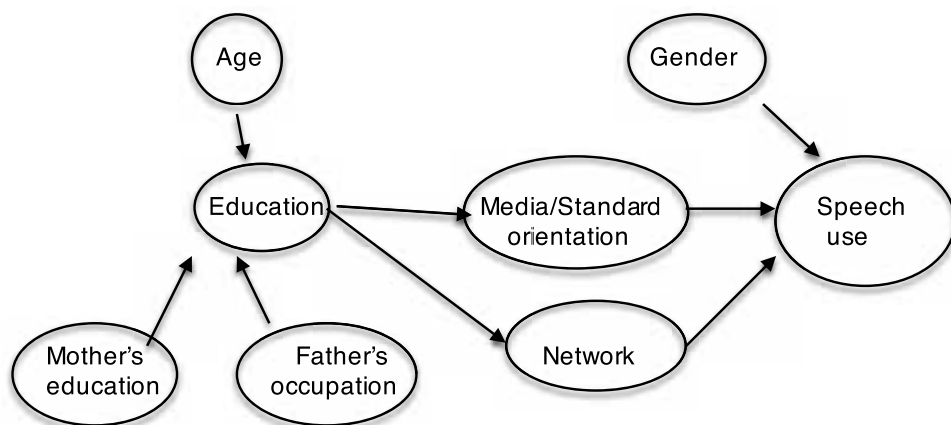 Age
Gender
Education
Media/Standard
orientation
Speech
use
Mother's
education
Father's
occupation
Network